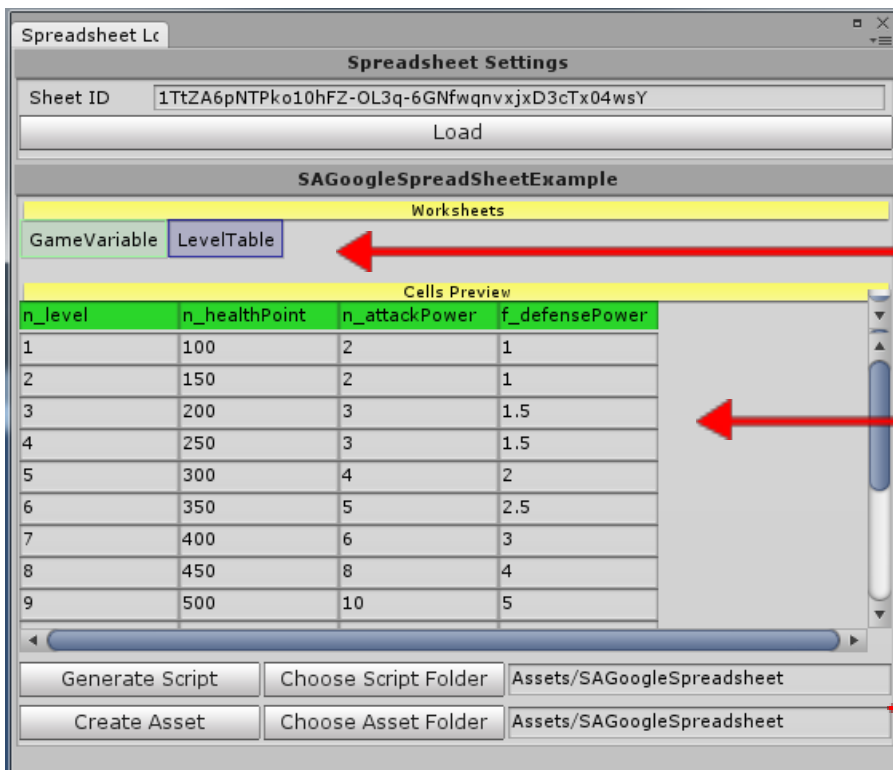 Spreadsheet Lo
Spreadsheet Settings
Sheet ID 1TtZA6pNTPko10hFZ-OL3q-6GNfwqnvxjxD3cTx04wsY
Load
SAGoogleSpreadSheetExample
Worksheets
GameVariable LevelTable
Cells Preview
n_level n_healthPoint n_attackPower f_defensePower
1 100 2 1
2 150 2 1
3 200 3 1.5
4 250 3 1.5
5 300 4 2
6 350 5 2.5
7 400 6 3
8 450 8 4
9 500 10 5
Generate Script Choose Script Folder Assets/SAGoogleSpreadsheet
Create Asset Choose Asset Folder Assets/SAGoogleSpreadsheet